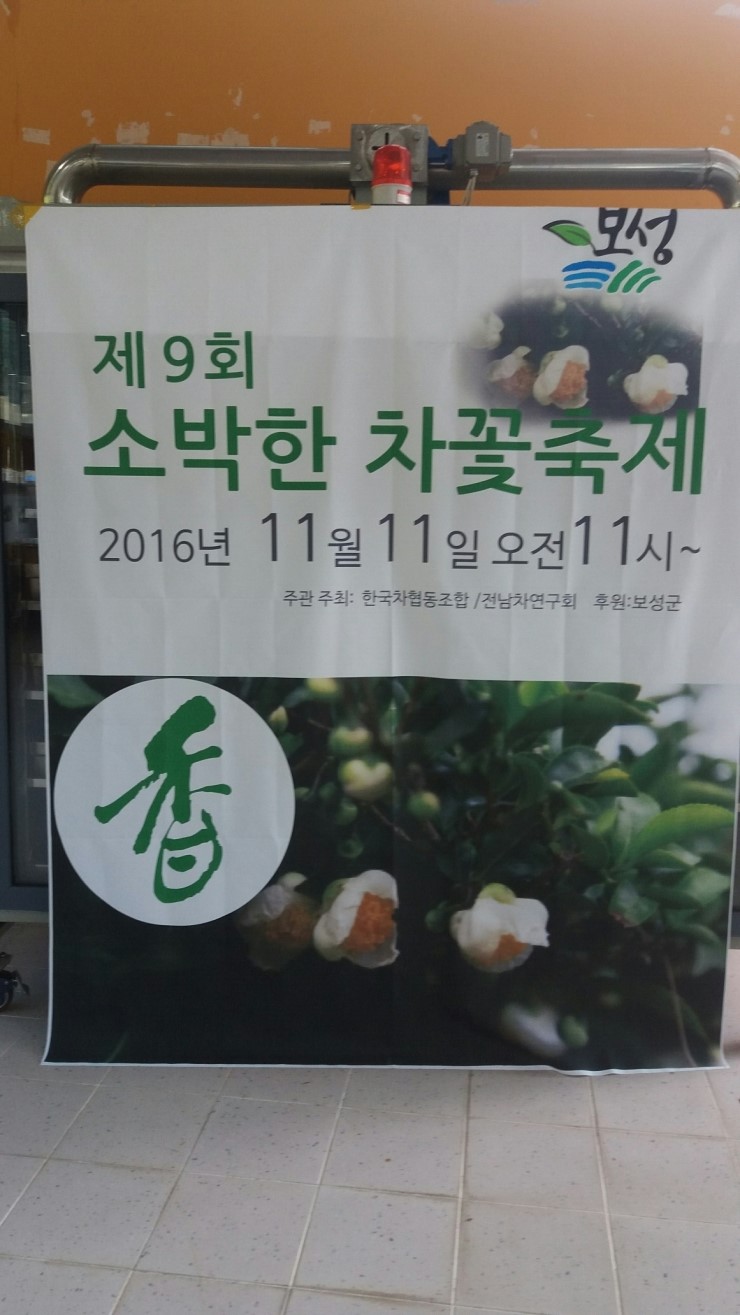 보성
제9회
소박한 차꽃축제
2016년 11월 11일 오전11시~
주관 주최: 한국차협동조합 /전남차연구회 후원:보성군
香